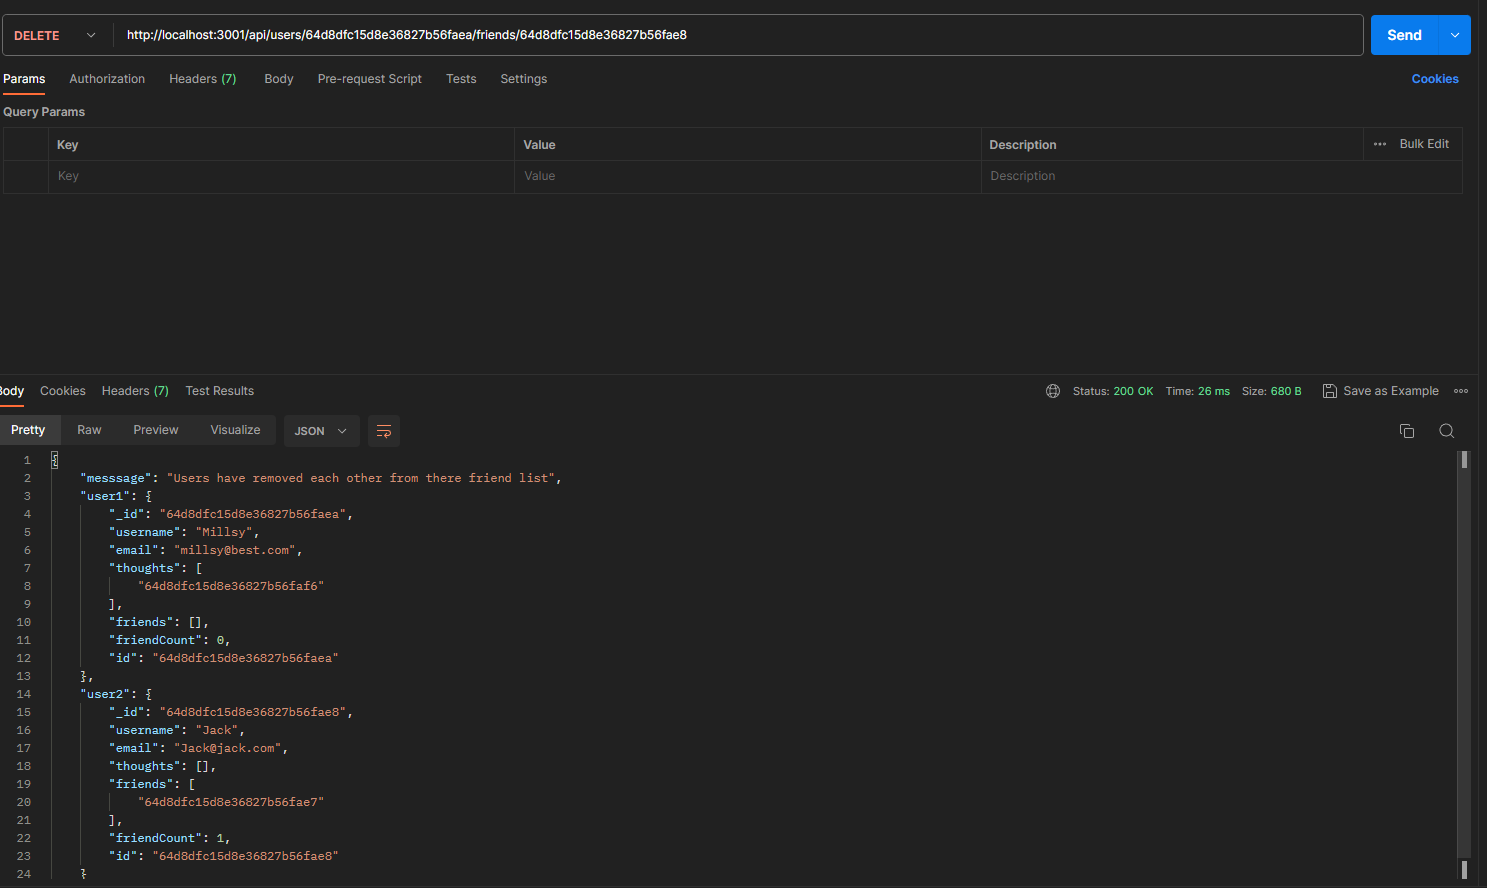 DELETE http://localhost:3001/api/users/64d8dfc15d8e36827b56faea/friends/64d8dfc15d8e36827b56fae8 Send
Params Authorization Headers (7) Body Pre-request Script Tests Settings Cookies
Query Params
Key Value Description ••• Bulk Edit
Key Value Description
Body Cookies Headers (7) Test Results Status: 200 OK Time: 26 ms Size: 680 B Save as Example
Pretty Raw Preview Visualize JSON
1 {
2 "messsage": "Users have removed each other from there friend list",
3 "user1": {
4 "_id": "64d8dfc15d8e36827b56faea",
5 "username": "Millsy",
6 "email": "millsy@best.com",
7 "thoughts": [
8 "64d8dfc15d8e36827b56faf6"
9 ],
10 "friends": [],
11 "friendCount": 0,
12 "id": "64d8dfc15d8e36827b56faea"
13 },
14 "user2": {
15 "_id": "64d8dfc15d8e36827b56fae8",
16 "username": "Jack",
17 "email": "Jack@jack.com",
18 "thoughts": [],
19 "friends": [
20 "64d8dfc15d8e36827b56fae7"
21 ],
22 "friendCount": 1,
23 "id": "64d8dfc15d8e36827b56fae8"
24 }